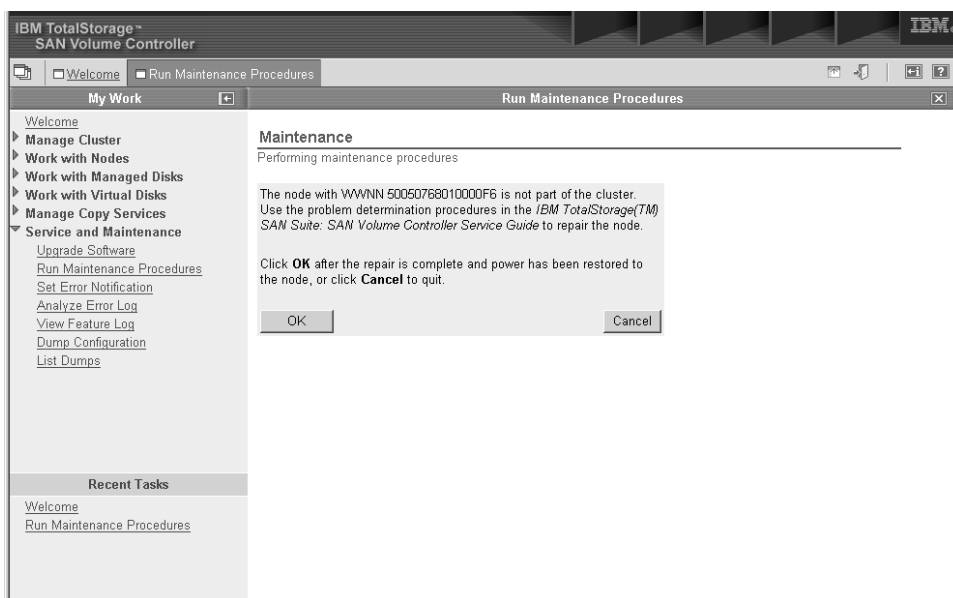 IBM TotalStorage™
SAN Volume Controller
IBM.
Welcome
Run Maintenance Procedures
My Work
Run Maintenance Procedures
Welcome
Manage Cluster
Work with Nodes
Work with Managed Disks
Work with Virtual Disks
Manage Copy Services
Service and Maintenance
Upgrade Software
Run Maintenance Procedures
Set Error Notification
Analyze Error Log
View Feature Log
Dump Configuration
List Dumps
Recent Tasks
Welcome
Run Maintenance Procedures
Maintenance
Performing maintenance procedures
The node with WWNN 50050768010000F6 is not part of the cluster.
Use the problem determination procedures in the IBM TotalStorage(TM)
SAN Suite: SAN Volume Controller Service Guide to repair the node.
Click OK after the repair is complete and power has been restored to
the node, or click Cancel to quit.
OK
Cancel